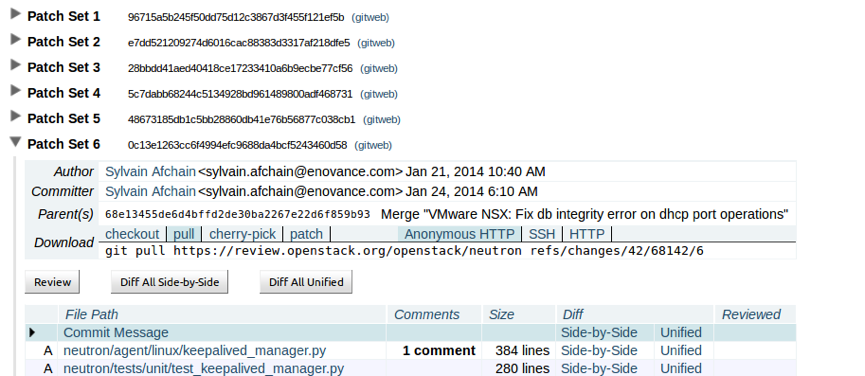 Patch Set 1 96715a5b245f50dd75d12c3867d3f455f121ef5b (gitweb)
Patch Set 2 e7dd521209274d6016cac88383d3317af218dfe5 (gitweb)
Patch Set 3 28bbdd41aed40418ce17233410a6b9ecbe77cf56 (gitweb)
Patch Set 4 5c7dabb68244c5134928bd961489800adf468731 (gitweb)
Patch Set 5 48673185db1c5bb28860db41e76b56877c038cb1 (gitweb)
Patch Set 6 0c13e1263cc6f4994efc9688da4bcf5243460d58 (gitweb)
Author Sylvain Afchain <sylvain.afchain@enovance.com> Jan 21, 2014 10:40 AM
Committer Sylvain Afchain <sylvain.afchain@enovance.com> Jan 24, 2014 6:10 AM
Parent(s) 68e13455de6d4bffd2de30ba2267e22d6f859b93 Merge "VMware NSX: Fix db integrity error on dhcp port operations"
Download checkout | pull | cherry-pick | patch | Anonymous HTTP | SSH | HTTP |
git pull https://review.openstack.org/openstack/neutron refs/changes/42/68142/6
Review Diff All Side-by-Side Diff All Unified
File Path Comments Size Diff Reviewed
Commit Message Side-by-Side Unified
A neutron/agent/linux/keepalived_manager.py 1 comment 384 lines Side-by-Side Unified
A neutron/tests/unit/test_keepalived_manager.py 280 lines Side-by-Side Unified